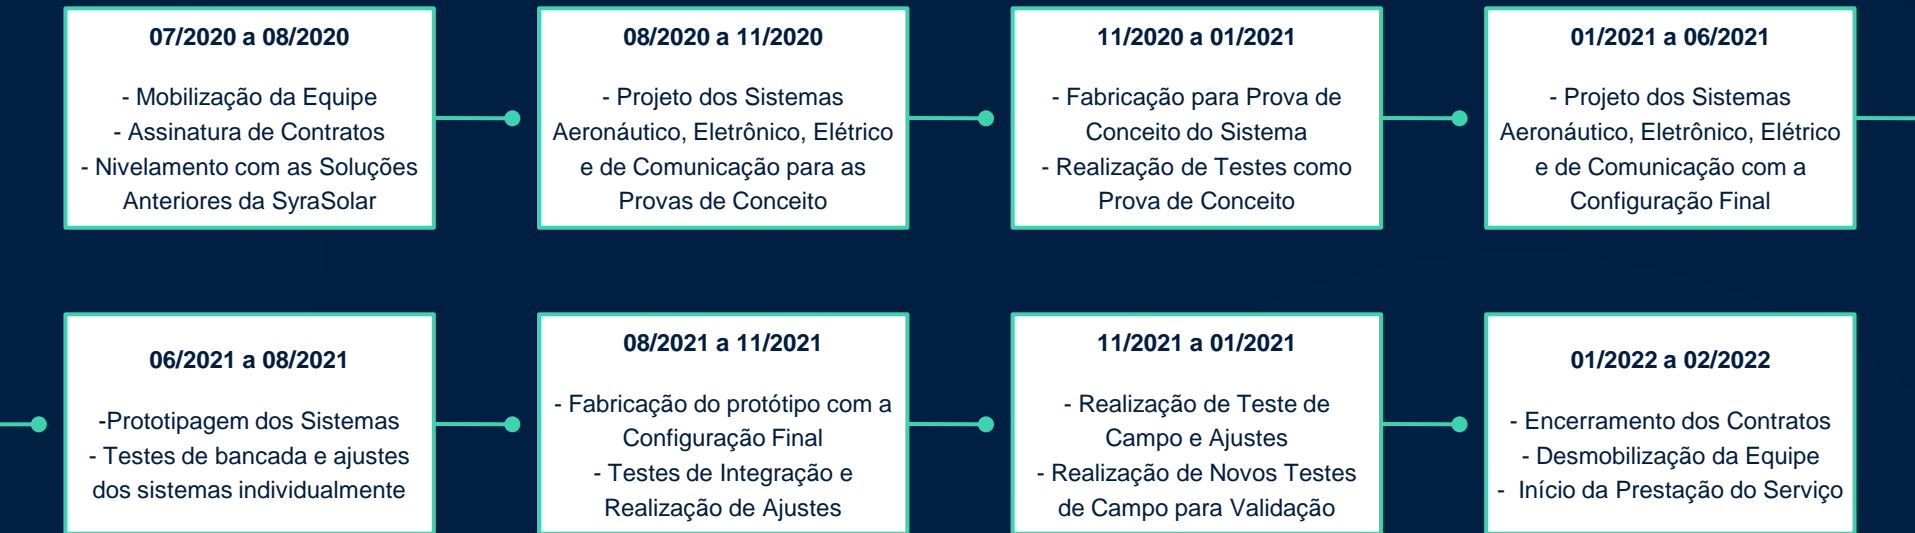 07/2020 a 08/2020
- Mobilização da Equipe
- Assinatura de Contratos
- Nivelamento com as Soluções
Anteriores da SyraSolar
08/2020 a 11/2020
- Projeto dos Sistemas
Aeronáutico, Eletrônico, Elétrico
e de Comunicação para as
Provas de Conceito
11/2020 a 01/2021
- Fabricação para Prova de
Conceito do Sistema
- Realização de Testes como
Prova de Conceito
01/2021 a 06/2021
- Projeto dos Sistemas
Aeronáutico, Eletrônico, Elétrico
e de Comunicação com a
Configuração Final
06/2021 a 08/2021
-Prototipagem dos Sistemas
- Testes de bancada e ajustes
dos sistemas individualmente
08/2021 a 11/2021
- Fabricação do protótipo com a
Configuração Final
- Testes de Integração e
Realização de Ajustes
11/2021 a 01/2021
- Realização de Teste de
Campo e Ajustes
- Realização de Novos Testes
de Campo para Validação
01/2022 a 02/2022
- Encerramento dos Contratos
- Desmobilização da Equipe
- Início da Prestação do Serviço